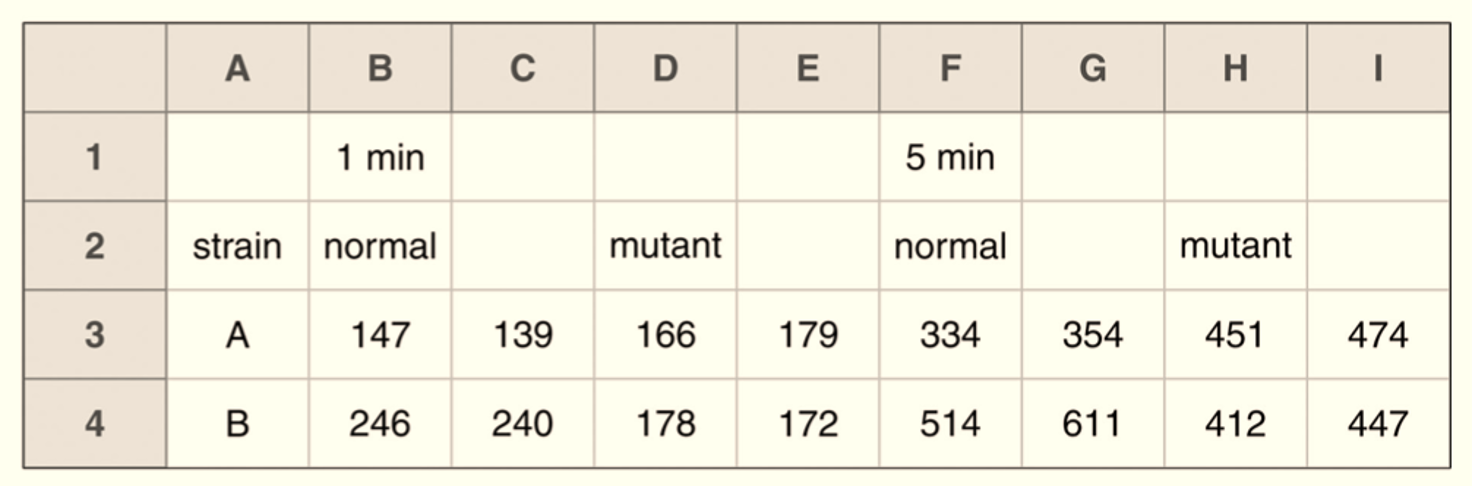 A B C D E F G H I
1 1 min 5 min
2 strain normal mutant normal mutant
3 A 147 139 166 179 334 354 451 474
4 B 246 240 178 172 514 611 412 447